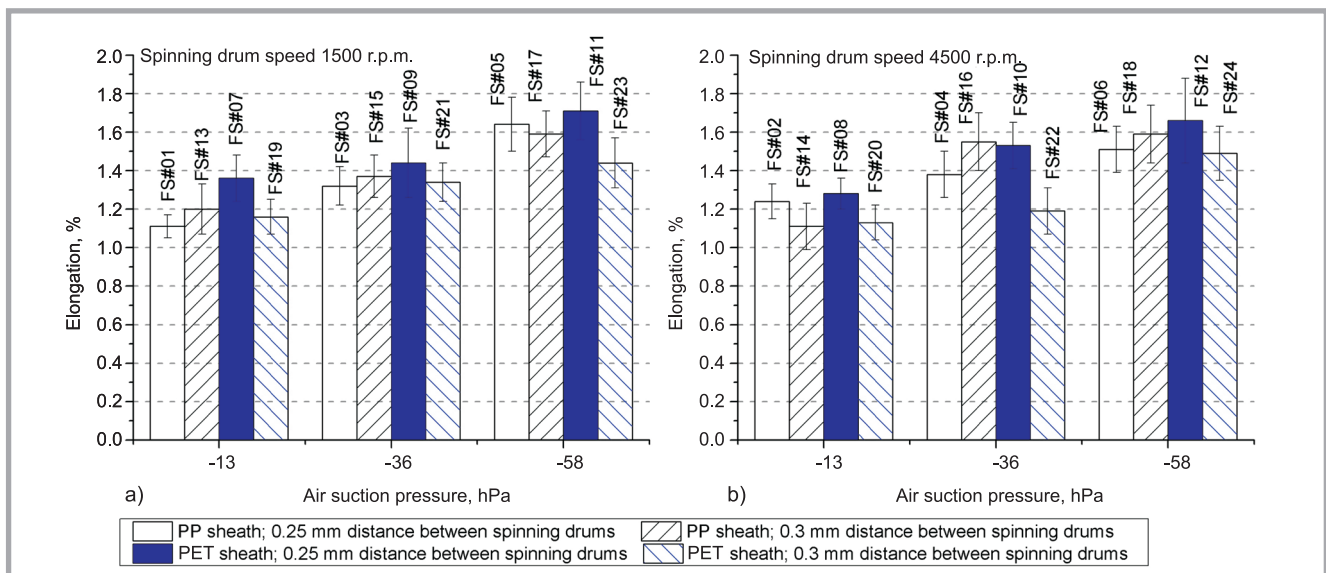 Spinning drum speed 1500 r.p.m.
Elongation, %
2.0
1.8
1.6
1.4
1.2
1.0
0.8
0.6
0.4
0.2
0.0
FS#01
FS#13
FS#07
FS#19
FS#03
FS#15
FS#09
FS#21
FS#05
FS#17
FS#11
FS#23
-13
-36
-58
a)
Air suction pressure, hPa
Spinning drum speed 4500 r.p.m.
Elongation, %
2.0
1.8
1.6
1.4
1.2
1.0
0.8
0.6
0.4
0.2
0.0
FS#02
FS#14
FS#08
FS#20
FS#04
FS#16
FS#10
FS#22
FS#06
FS#18
FS#12
FS#24
-13
-36
-58
b)
Air suction pressure, hPa
PP sheath; 0.25 mm distance between spinning drums
PP sheath; 0.3 mm distance between spinning drums
PET sheath; 0.25 mm distance between spinning drums
PET sheath; 0.3 mm distance between spinning drums